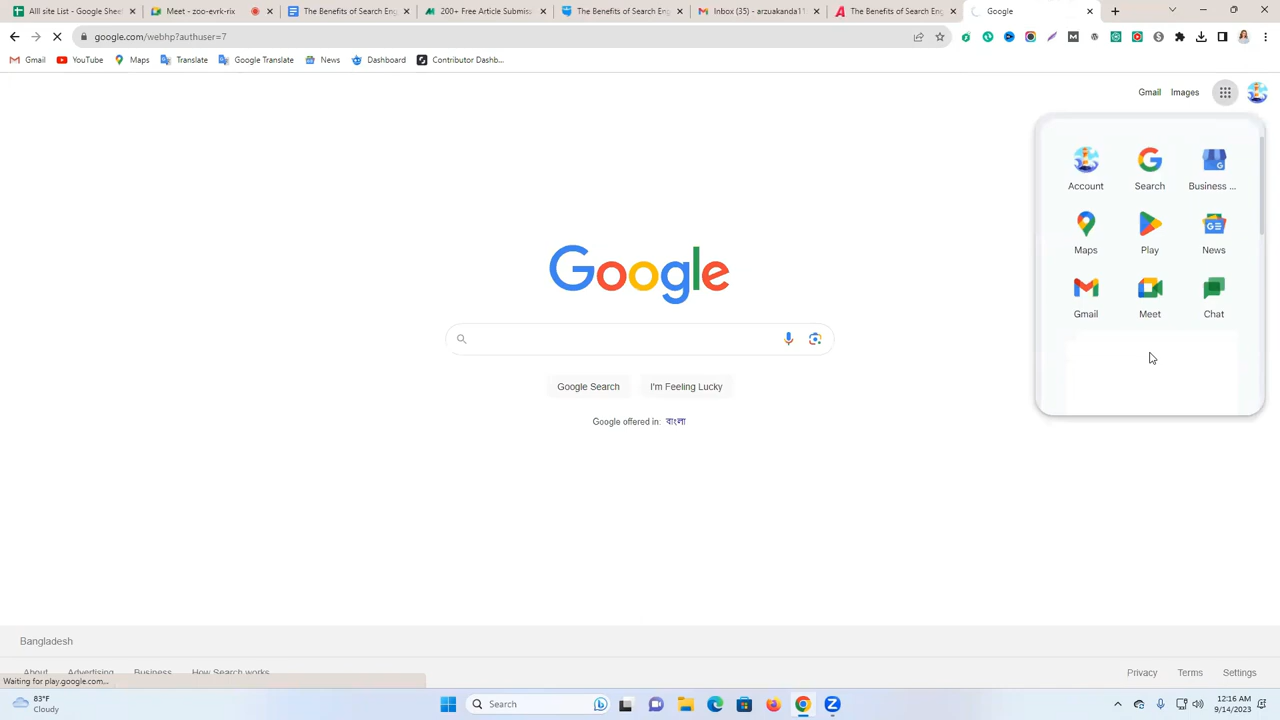 Alll site List - Google Sheet
Meet - zoo-evrk-rix
The Benefits of Search Eng
200+ Free Article Submiss
The Benefits of Search Eng
Inbox (35) - arzuakanda11
The Benefits of Search Eng
Google
google.com/webhp?authuser=7
Gmail
YouTube
Maps
Translate
Google Translate
News
Dashboard
Contributor Dashb...
Gmail
Images
Account
Search
Business ...
Maps
Play
News
Gmail
Meet
Chat
Google
Google Search
I'm Feeling Lucky
Google offered in: বাংলা
Bangladesh
About
Advertising
Business
How Search works
Privacy
Terms
Settings
Waiting for play.google.com...
83°F
Cloudy
Search
12:16 AM
9/14/2023